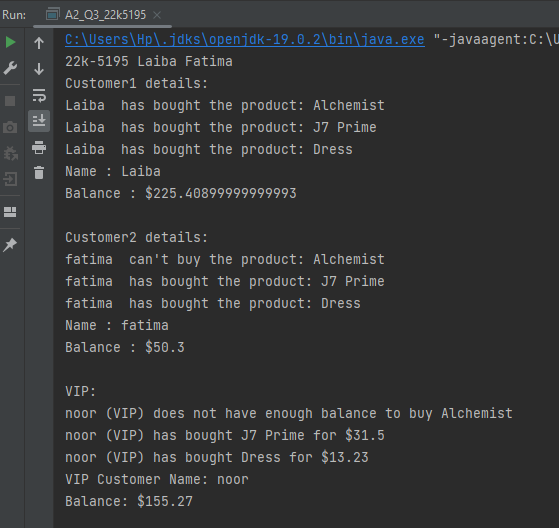 Run: A2_Q3_22k5195
C:\Users\Hp\.jdks\openjdk-19.0.2\bin\java.exe "-javaagent:C:\U
22k-5195 Laiba Fatima
Customer1 details:
Laiba  has bought the product: Alchemist
Laiba  has bought the product: J7 Prime
Laiba  has bought the product: Dress
Name : Laiba
Balance : $225.40899999999993

Customer2 details:
fatima  can't buy the product: Alchemist
fatima  has bought the product: J7 Prime
fatima  has bought the product: Dress
Name : fatima
Balance : $50.3

VIP:
noor (VIP) does not have enough balance to buy Alchemist
noor (VIP) has bought J7 Prime for $31.5
noor (VIP) has bought Dress for $13.23
VIP Customer Name: noor
Balance: $155.27